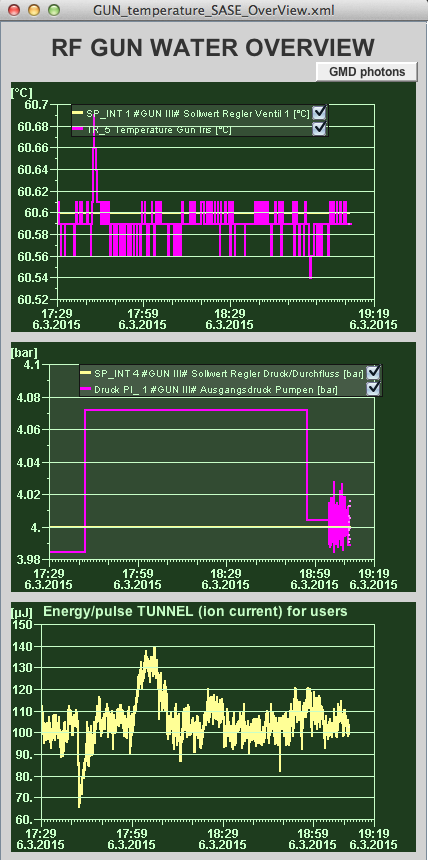 GUN_temperature_SASE_OverView.xml
RF GUN WATER OVERVIEW
GMD photons
[°C]
60.7
SP_INT 1 #GUN III# Sollwert Regler Ventil 1 [°C]
60.68
TR_5 Temperature Gun Iris [°C]
60.66
60.64
60.62
60.6
60.58
60.56
60.54
60.52
17:29 17:59 18:29 19:19
6.3.2015 6.3.2015 6.3.2015 6.3.2015
[bar]
4.1
SP_INT 4 #GUN III# Sollwert Regler Druck/Durchfluss [bar]
Druck PI_ 1 #GUN III# Ausgangsdruck Pumpen [bar]
4.08
4.06
4.04
4.02
4.
3.98
17:29 17:59 18:29 18:59 19:19
6.3.2015 6.3.2015 6.3.2015 6.3.2015 6.3.2015
[µJ] Energy/pulse TUNNEL (ion current) for users
150
140
130
120
110
100
90.
80.
70.
60.
17:29 17:59 18:29 18:59 19:19
6.3.2015 6.3.2015 6.3.2015 6.3.2015 6.3.2015